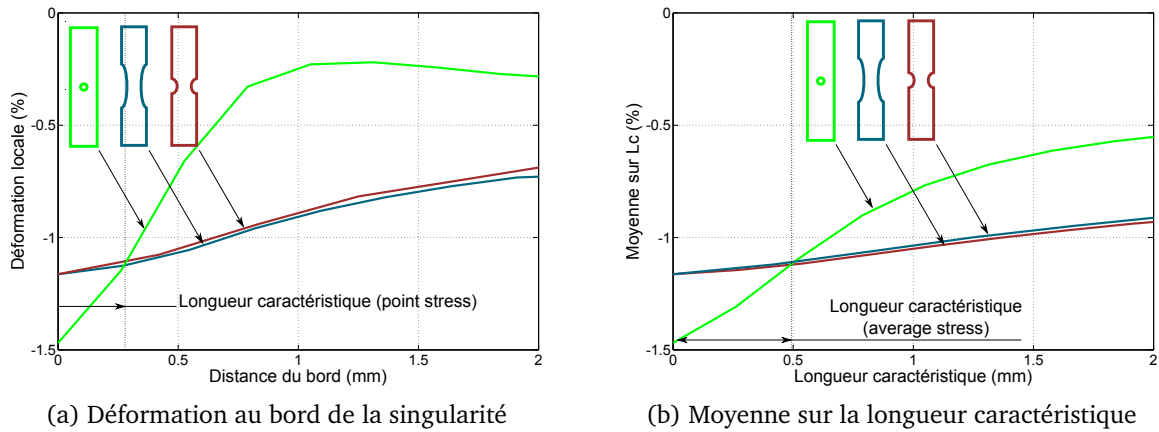 0
-0.5
-1
-1.5
Déformation locale (%)
Longueur caractéristique (point stress)
0 0.5 1 1.5 2
Distance du bord (mm)
(a) Déformation au bord de la singularité
0
-0.5
-1
-1.5
Moyenne sur Lc (%)
Longueur caractéristique
(average stress)
0 0.5 1 1.5 2
Longueur caractéristique (mm)
(b) Moyenne sur la longueur caractéristique